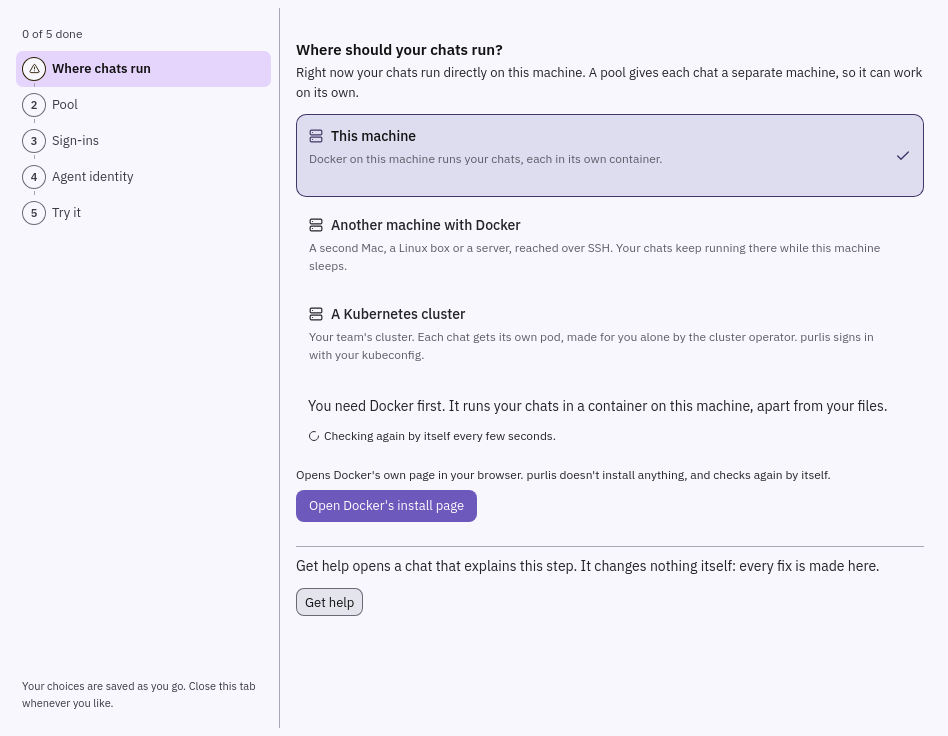 0 of 5 done
Where chats run
2 Pool
3 Sign-ins
4 Agent identity
5 Try it
Your choices are saved as you go. Close this tab
whenever you like.
Where should your chats run?
Right now your chats run directly on this machine. A pool gives each chat a separate machine, so it can work
on its own.
This machine
Docker on this machine runs your chats, each in its own container.
Another machine with Docker
A second Mac, a Linux box or a server, reached over SSH. Your chats keep running there while this machine
sleeps.
A Kubernetes cluster
Your team's cluster. Each chat gets its own pod, made for you alone by the cluster operator. purlis signs in
with your kubeconfig.
You need Docker first. It runs your chats in a container on this machine, apart from your files.
Checking again by itself every few seconds.
Opens Docker's own page in your browser. purlis doesn't install anything, and checks again by itself.
Open Docker's install page
Get help opens a chat that explains this step. It changes nothing itself: every fix is made here.
Get help